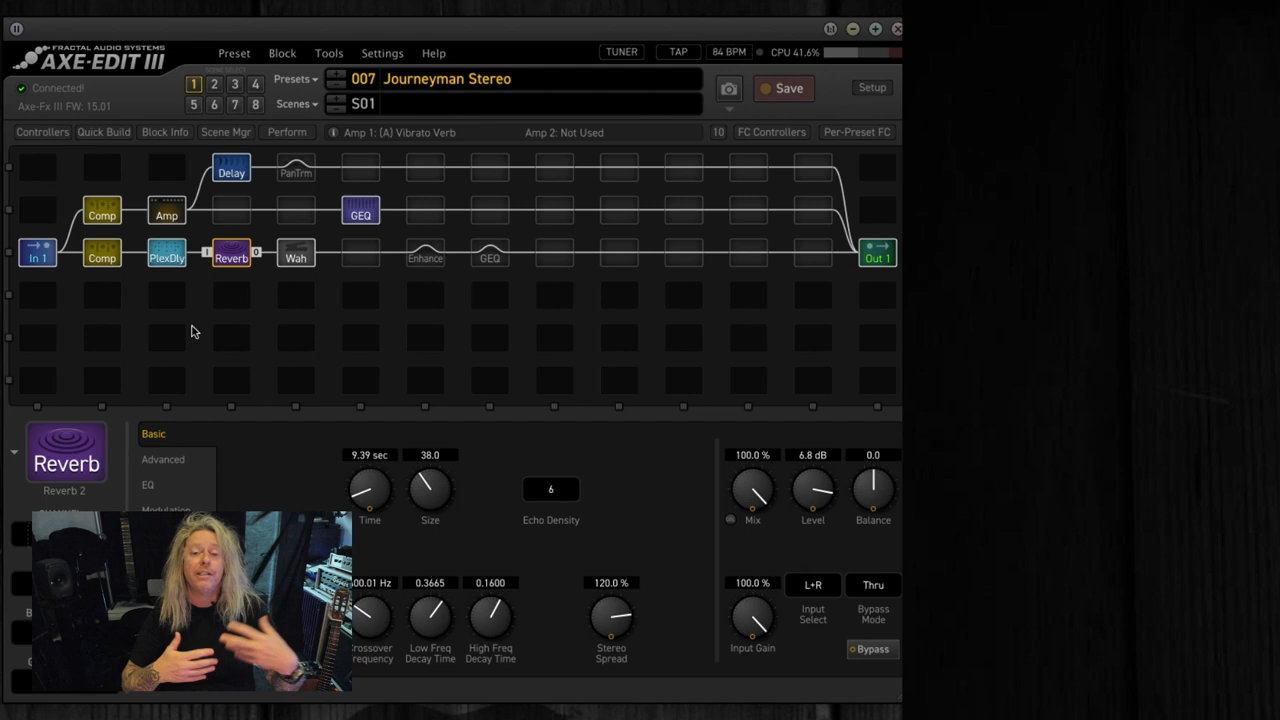 FRACTAL AUDIO SYSTEMS
AXE-EDIT III
Preset Block Tools Settings Help
TUNER TAP 84 BPM CPU 41.6%
SCENE SELECT
1 2 3 4
5 6 7 8
Connected!
Axe-Fx III FW: 15.01
Presets 007 Journeyman Stereo
Scenes S01
Save
Setup
Controllers Quick Build Block Info Scene Mgr Perform Amp 1: (A) Vibrato Verb Amp 2: Not Used 10 FC Controllers Per-Preset FC
Delay PanTrm
Comp Amp GEQ
In 1 Comp PlexDly 1 Reverb 0 Wah Enhance GEQ Out 1
Reverb
Reverb 2
Basic
Advanced
EQ
9.39 sec 38.0 100.0 % 6.8 dB 0.0
6
Time Size Echo Density Mix Level Balance
0.3665 0.1600 120.0 % 100.0 % L+R Thru
Low Freq Decay Time
High Freq Decay Time
Stereo Spread
Input Gain
Input Select
Bypass Mode
Bypass